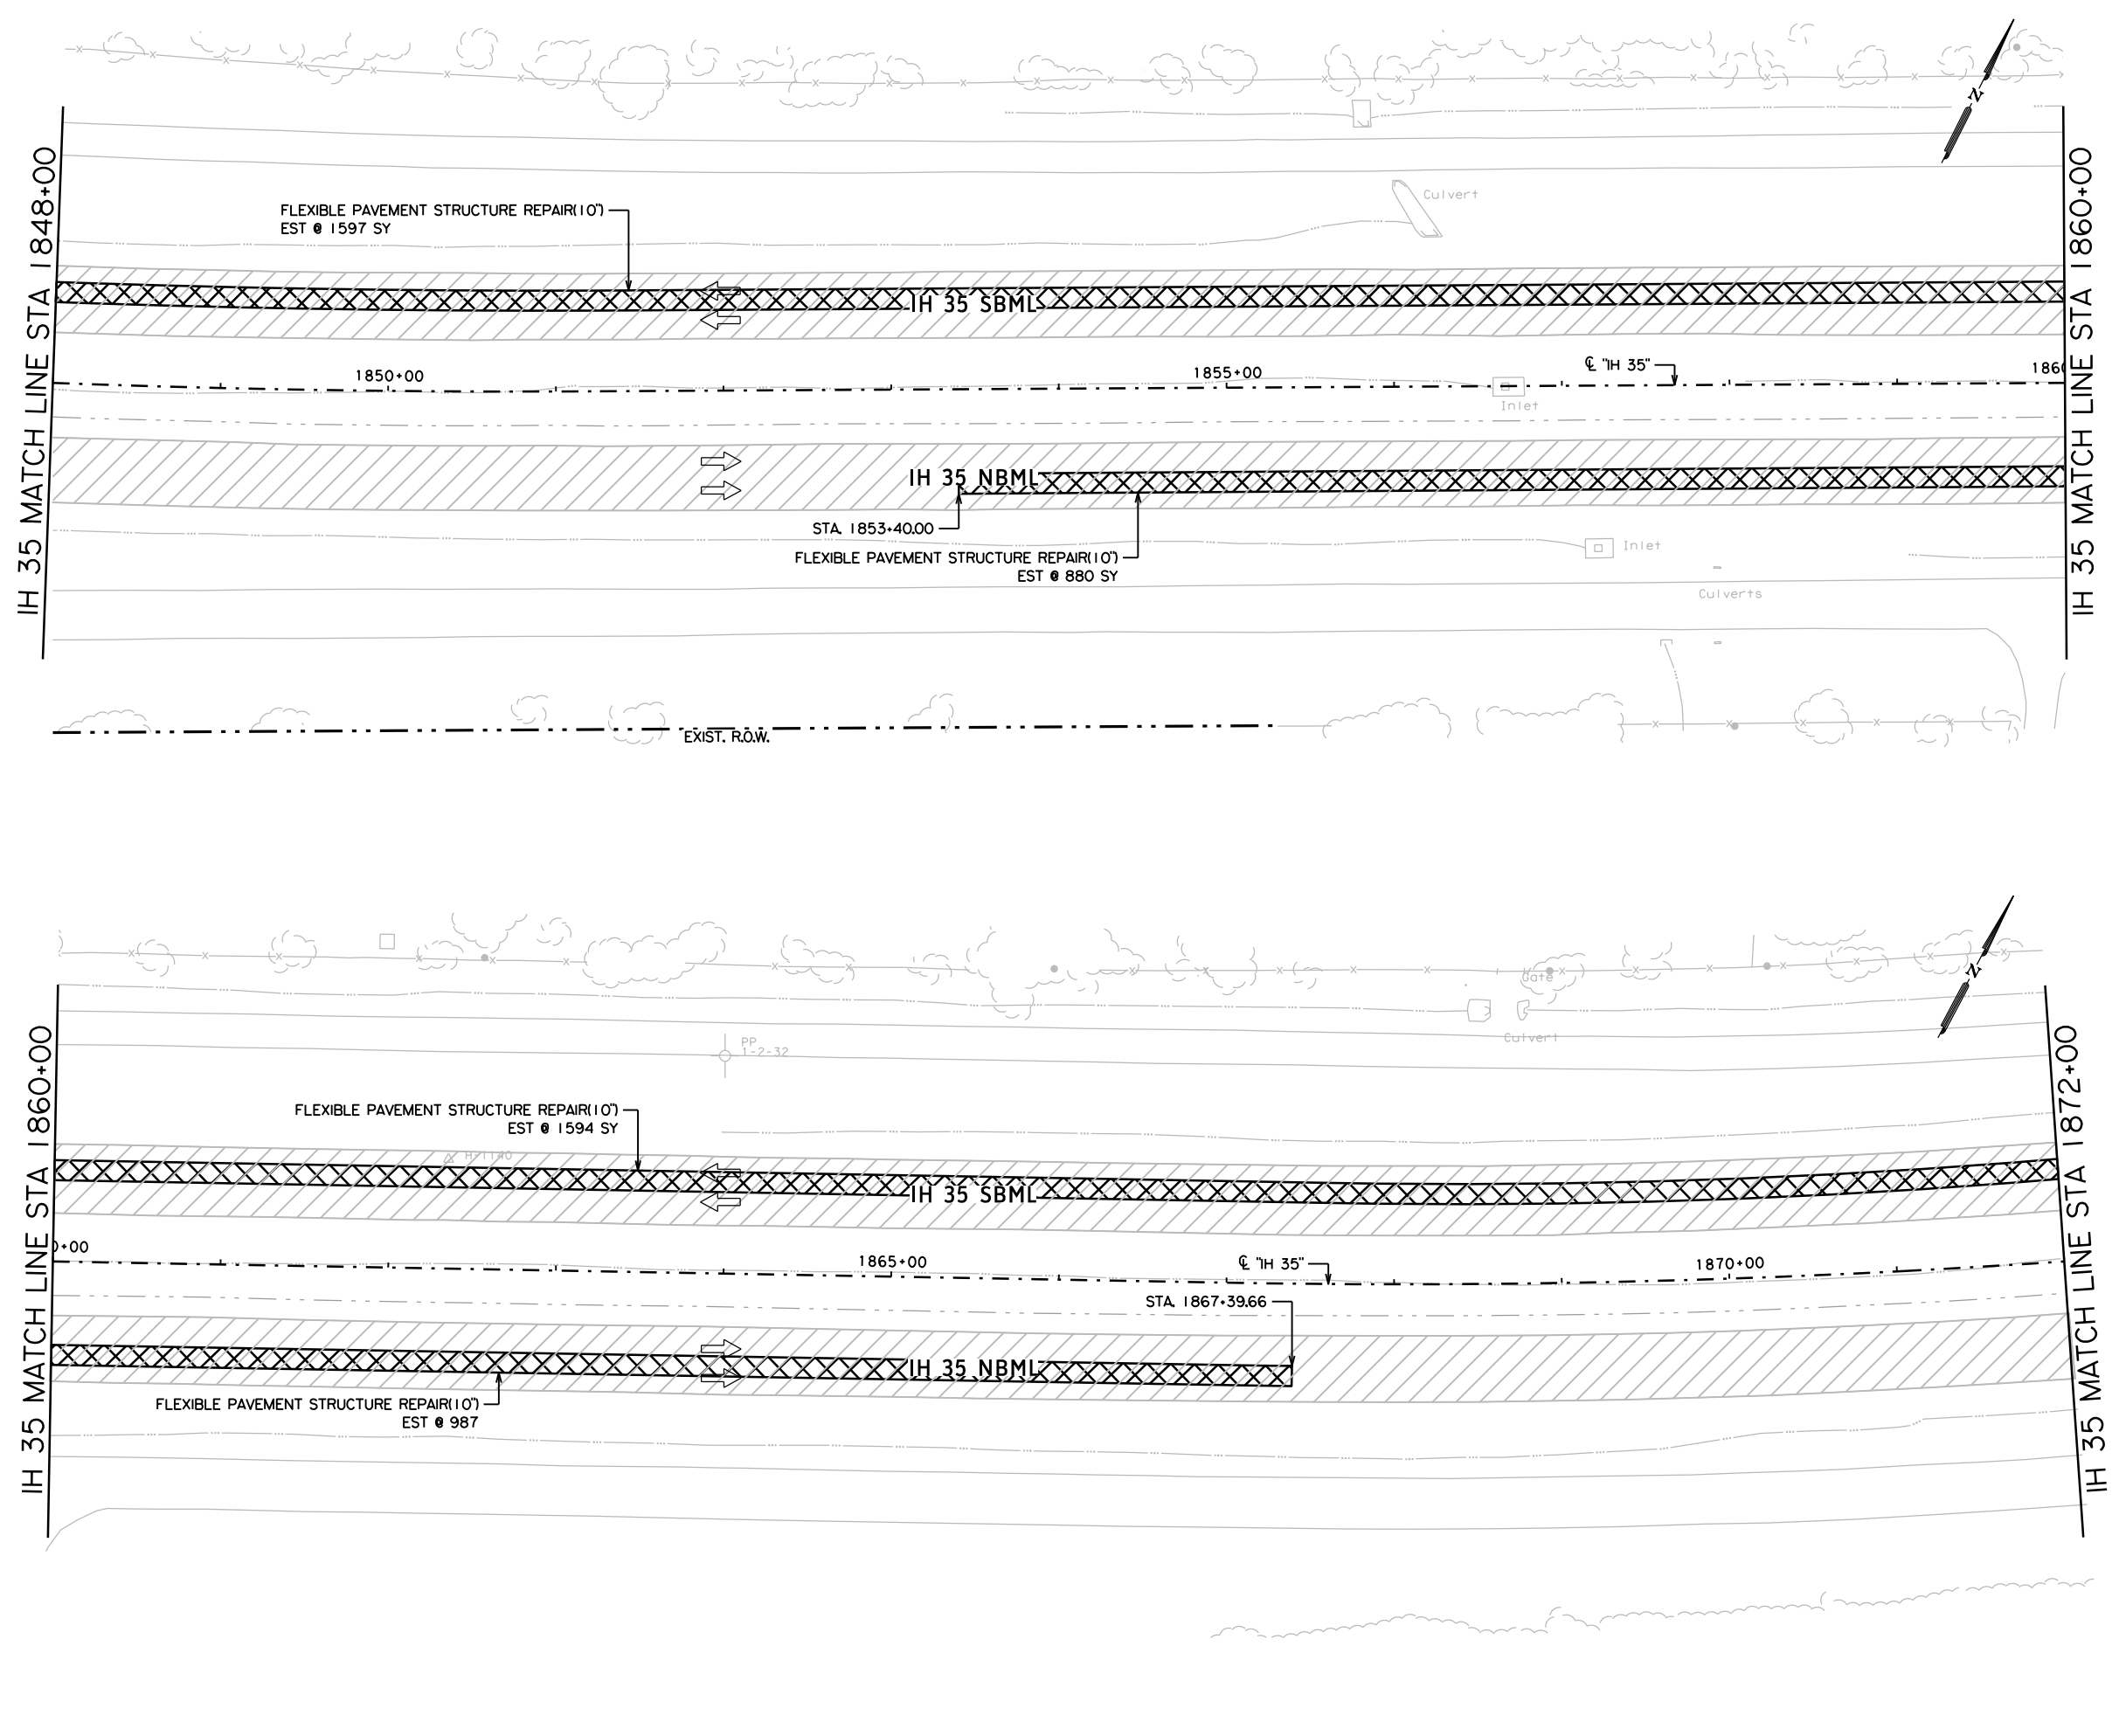 N
Culvert
FLEXIBLE PAVEMENT STRUCTURE REPAIR(10")
EST @ 1597 SY
IH 35 MATCH LINE STA 1848+00
IH 35 MATCH LINE STA 1860+00
IH 35 SBML
1850+00
1855+00
℄ "IH 35"
1860
Inlet
IH 35 NBML
STA. 1853+40.00
FLEXIBLE PAVEMENT STRUCTURE REPAIR(10")
EST @ 880 SY
Inlet
Culverts
EXIST. R.O.W.
N
Gate
Culvert
PP
1-2-32
IH 35 MATCH LINE STA 1860+00
IH 35 MATCH LINE STA 1872+00
FLEXIBLE PAVEMENT STRUCTURE REPAIR(10")
EST @ 1594 SY
H-1140
IH 35 SBML
0+00
1865+00
℄ "IH 35"
1870+00
STA. 1867+39.66
IH 35 NBML
FLEXIBLE PAVEMENT STRUCTURE REPAIR(10")
EST @ 987